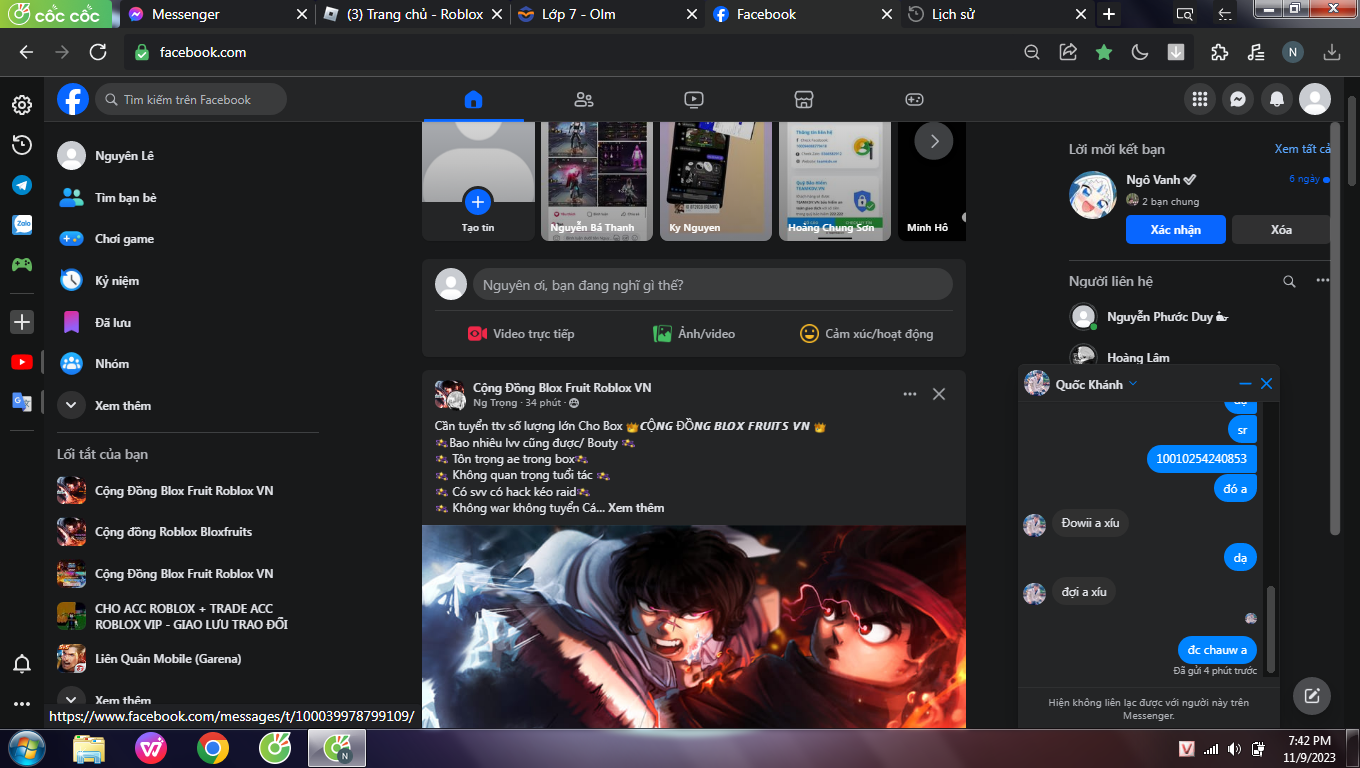 cốc cốc
Messenger
(3) Trang chủ - Roblox
Lớp 7 - Olm
Facebook
Lịch sử
facebook.com
N
Tìm kiếm trên Facebook
Nguyên Lê
Tìm bạn bè
Chơi game
Kỷ niệm
Đã lưu
Nhóm
Xem thêm
Lối tắt của bạn
Cộng Đồng Blox Fruit Roblox VN
Cộng đồng Roblox Bloxfruits
Cộng Đồng Blox Fruit Roblox VN
CHO ACC ROBLOX + TRADE ACC
ROBLOX VIP - GIAO LƯU TRAO ĐỔI
Liên Quân Mobile (Garena)
Xem thêm
https://www.facebook.com/messages/t/100039978799109/
Zalo
Tạo tin
Nguyễn Bá Thanh
Ky Nguyen
Hoàng Chung Sơn
Minh Hồ
Nguyên ơi, bạn đang nghĩ gì thế?
Video trực tiếp
Ảnh/video
Cảm xúc/hoạt động
Cộng Đồng Blox Fruit Roblox VN
Ng Trọng · 34 phút ·
Cần tuyển ttv số lượng lớn Cho Box 👑CỘNG ĐỒNG BLOX FRUITS VN 👑
Bao nhiêu lvv cũng được/ Bouty
Tôn trọng ae trong box
Không quan trọng tuổi tác
Có svv có hack kéo raid
Không war không tuyển Cá... Xem thêm
Lời mời kết bạn
Xem tất cả
Ngô Vanh
6 ngày
2 bạn chung
Xác nhận
Xóa
Người liên hệ
Nguyễn Phước Duy
Hoàng Lâm
Quốc Khánh
dạ
sr
10010254240853
đó a
Đowii a xíu
dạ
đợi a xíu
đc chauw a
Đã gửi 4 phút trước
Hiện không liên lạc được với người này trên
Messenger.
N
V
7:42 PM
11/9/2023